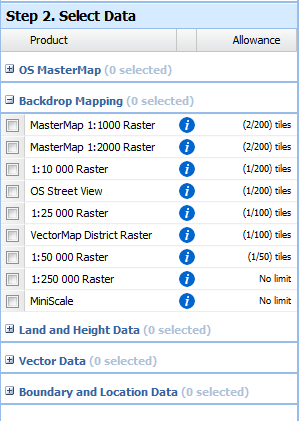 Step 2. Select Data
Product Allowance
OS MasterMap (0 selected)
Backdrop Mapping (0 selected)
MasterMap 1:1000 Raster (2/200) tiles
MasterMap 1:2000 Raster (2/200) tiles
1:10 000 Raster (1/200) tiles
OS Street View (1/200) tiles
1:25 000 Raster (1/100) tiles
VectorMap District Raster (1/100) tiles
1:50 000 Raster (1/50) tiles
1:250 000 Raster No limit
MiniScale No limit
Land and Height Data (0 selected)
Vector Data (0 selected)
Boundary and Location Data (0 selected)